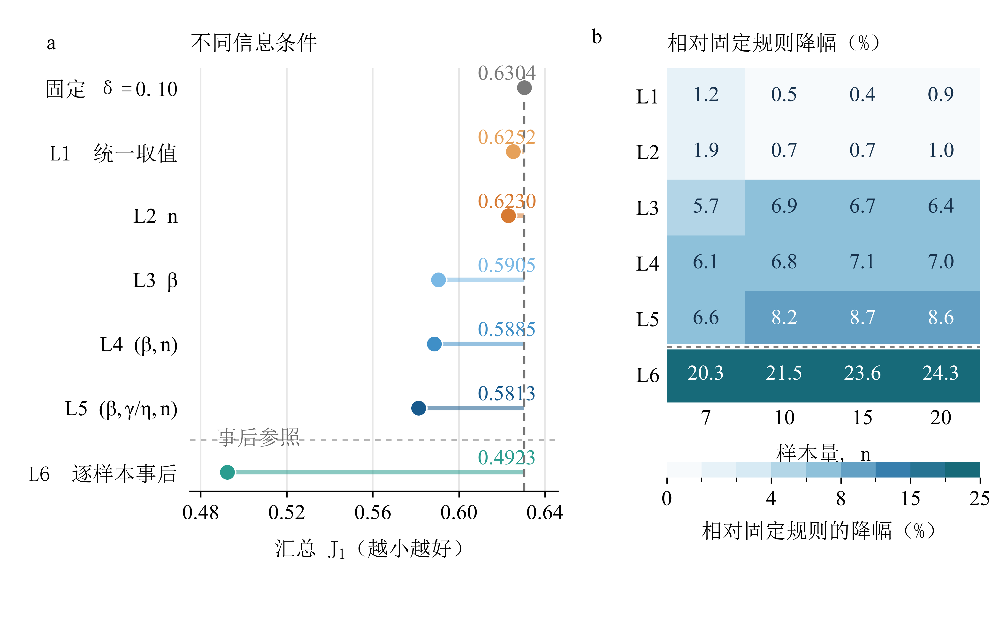 a
不同信息条件
固定 δ=0.10
0.6304
L1 统一取值
0.6252
L2 n
0.6230
L3 β
0.5905
L4 (β,n)
0.5885
L5 (β,γ/η,n)
0.5813
事后参照
L6 逐样本事后
0.4923
0.48 0.52 0.56 0.60 0.64
汇总 J₁（越小越好）
b
相对固定规则降幅（%）
L1 1.2 0.5 0.4 0.9
L2 1.9 0.7 0.7 1.0
L3 5.7 6.9 6.7 6.4
L4 6.1 6.8 7.1 7.0
L5 6.6 8.2 8.7 8.6
L6 20.3 21.5 23.6 24.3
7 10 15 20
样本量, n
0 4 8 15 25
相对固定规则的降幅（%）